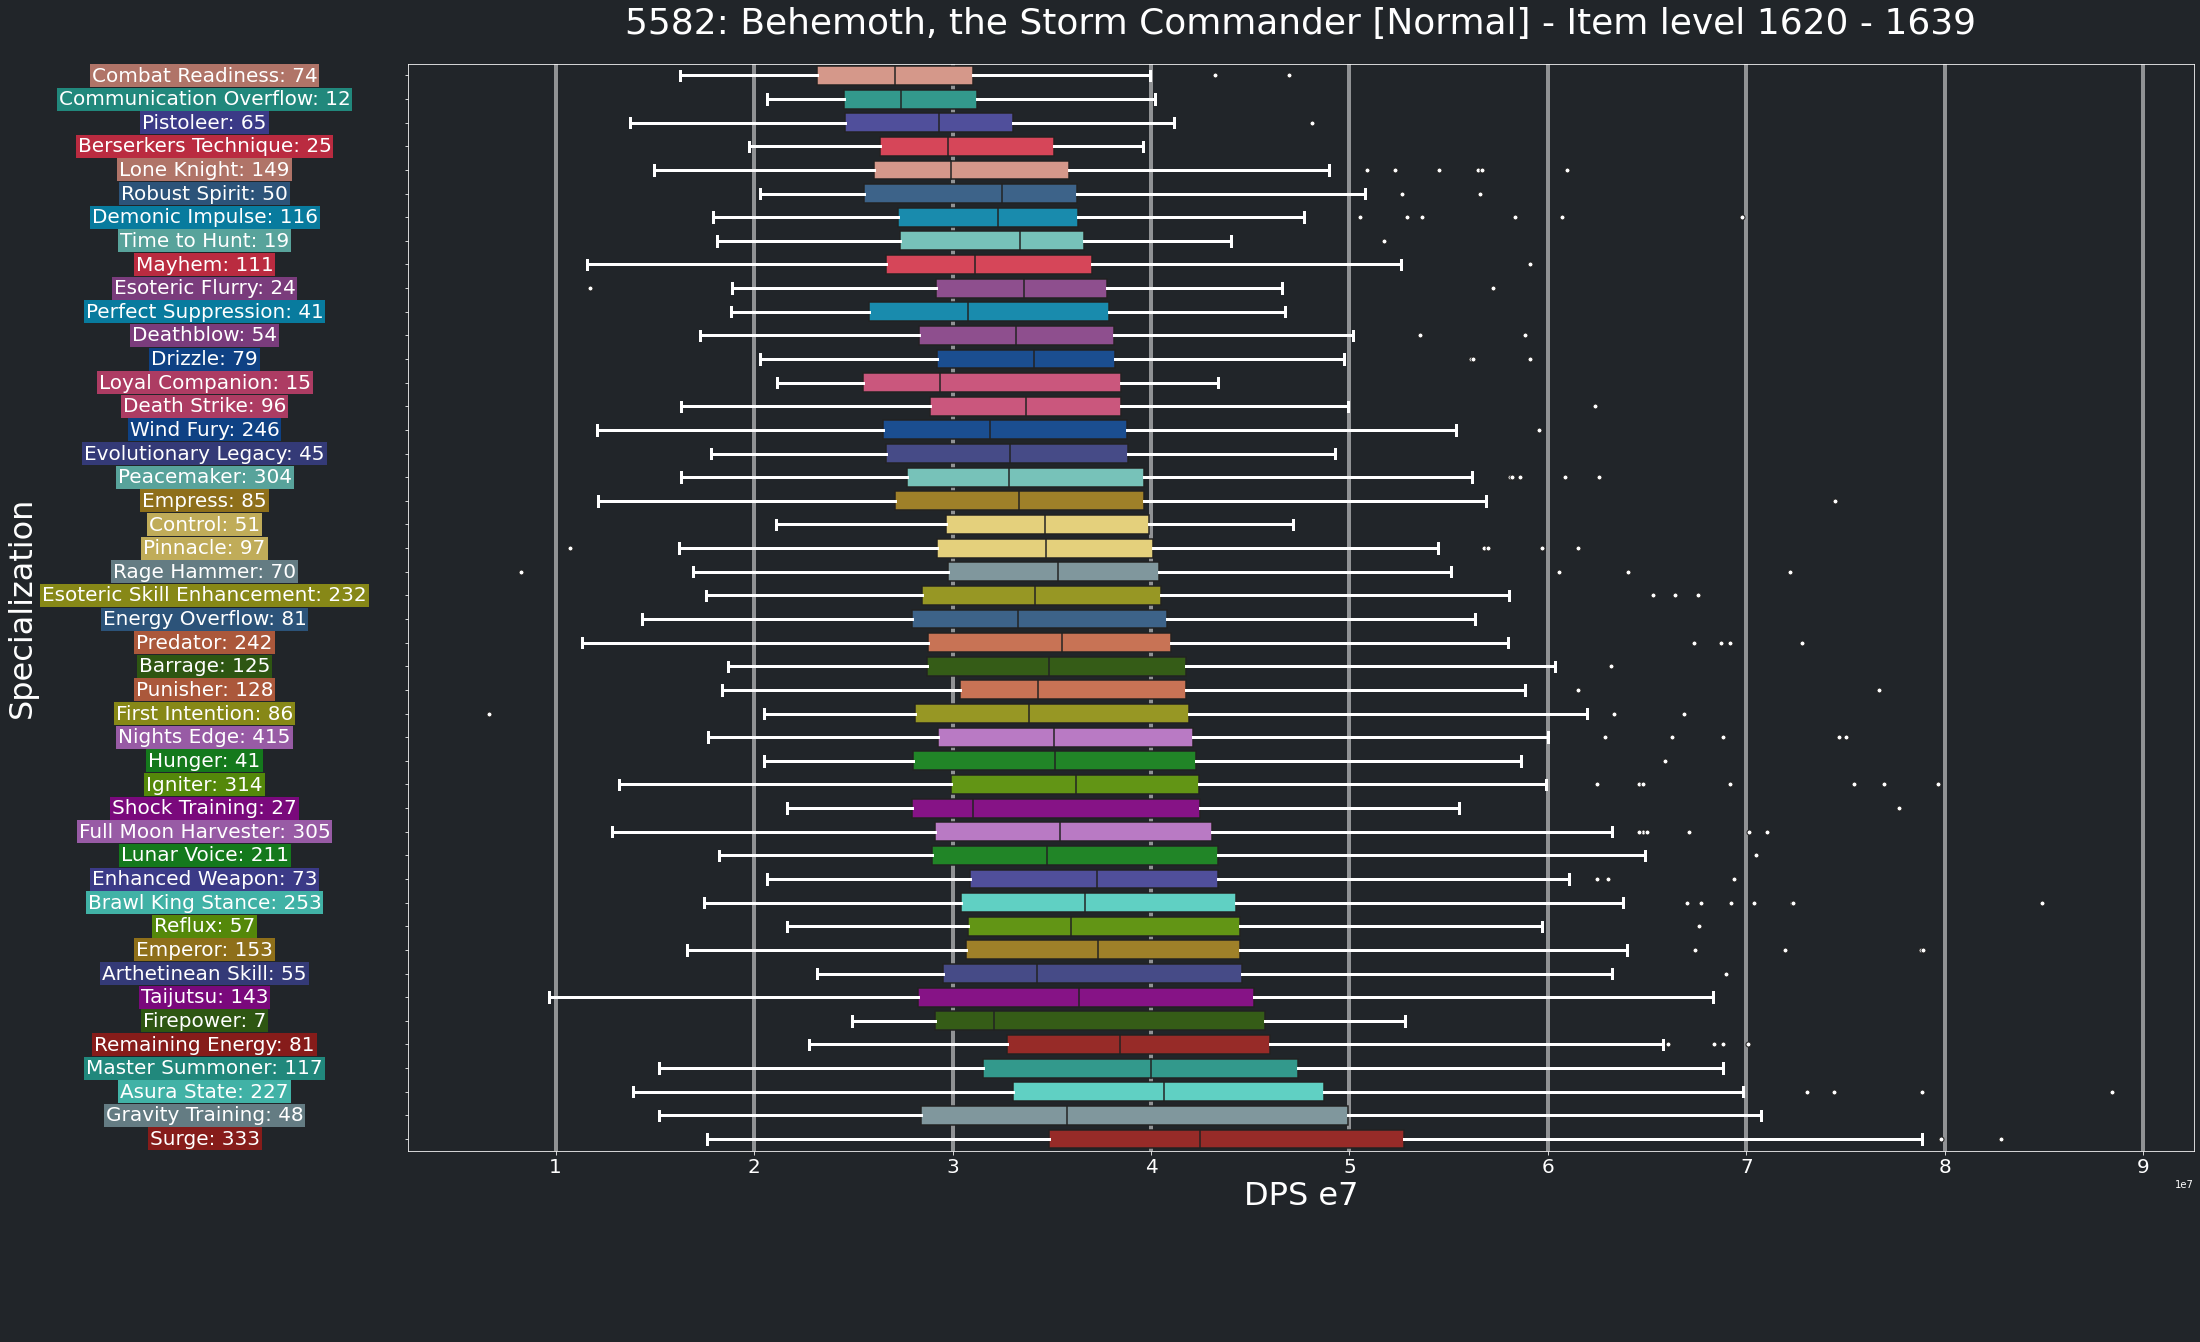 5582: Behemoth, the Storm Commander [Normal] - Item level 1620 - 1639
Combat Readiness: 74
Communication Overflow: 12
Pistoleer: 65
Berserkers Technique: 25
Lone Knight: 149
Robust Spirit: 50
Demonic Impulse: 116
Time to Hunt: 19
Mayhem: 111
Esoteric Flurry: 24
Perfect Suppression: 41
Deathblow: 54
Drizzle: 79
Loyal Companion: 15
Death Strike: 96
Wind Fury: 246
Evolutionary Legacy: 45
Peacemaker: 304
Empress: 85
Control: 51
Pinnacle: 97
Rage Hammer: 70
Esoteric Skill Enhancement: 232
Energy Overflow: 81
Predator: 242
Barrage: 125
Punisher: 128
First Intention: 86
Nights Edge: 415
Hunger: 41
Igniter: 314
Shock Training: 27
Full Moon Harvester: 305
Lunar Voice: 211
Enhanced Weapon: 73
Brawl King Stance: 253
Reflux: 57
Emperor: 153
Arthetinean Skill: 55
Taijutsu: 143
Firepower: 7
Remaining Energy: 81
Master Summoner: 117
Asura State: 227
Gravity Training: 48
Surge: 333
Specialization
1 2 3 4 5 6 7 8 9
DPS e7
1e7